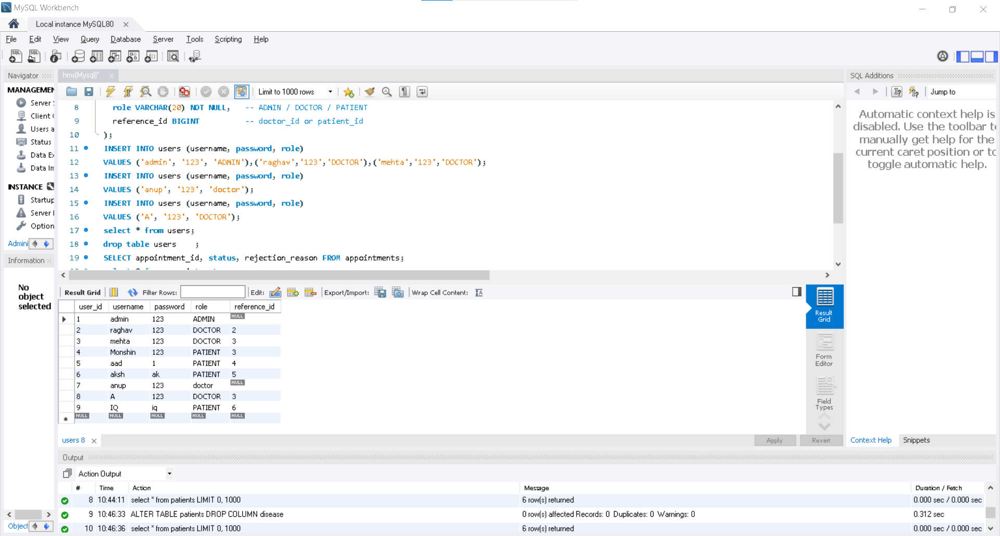 MySQL Workbench
Local instance MySQL80
File Edit View Query Database Server Tools Scripting Help
Navigator
hms(Mysql)*
SQL Additions
MANAGEMEN
Server
Client
Users a
Status
Data Ex
Data Im
INSTANCE
Startup
Server
Option
Admini
Information
No
object
selected
Object
Limit to 1000 rows
Jump to
8 role VARCHAR(20) NOT NULL, -- ADMIN / DOCTOR / PATIENT
9 reference_id BIGINT -- doctor_id or patient_id
10 );
11 INSERT INTO users (username, password, role)
12 VALUES ('admin', '123', 'ADMIN'),('raghav','123','DOCTOR'),('mehta','123','DOCTOR');
13 INSERT INTO users (username, password, role)
14 VALUES ('anup', '123', 'doctor');
15 INSERT INTO users (username, password, role)
16 VALUES ('A', '123', 'DOCTOR');
17 select * from users;
18 drop table users ;
19 SELECT appointment_id, status, rejection_reason FROM appointments;
Automatic context help is
disabled. Use the toolbar to
manually get help for the
current caret position or to
toggle automatic help.
Result Grid Filter Rows: Edit: Export/Import: Wrap Cell Content:
user_id username password role reference_id
1 admin 123 ADMIN NULL
2 raghav 123 DOCTOR 2
3 mehta 123 DOCTOR 3
4 Monshin 123 PATIENT 3
5 aad 1 PATIENT 4
6 aksh ak PATIENT 5
7 anup 123 doctor NULL
8 A 123 DOCTOR 3
9 IQ iq PATIENT 6
NULL NULL NULL NULL NULL
Result
Grid
Form
Editor
Field
Types
users 8
Apply Revert
Context Help Snippets
Output
Action Output
# Time Action Message Duration / Fetch
8 10:44:11 select * from patients LIMIT 0, 1000 6 row(s) returned 0.000 sec / 0.000 sec
9 10:46:33 ALTER TABLE patients DROP COLUMN disease 0 row(s) affected Records: 0 Duplicates: 0 Warnings: 0 0.312 sec
10 10:46:36 select * from patients LIMIT 0, 1000 6 row(s) returned 0.000 sec / 0.000 sec